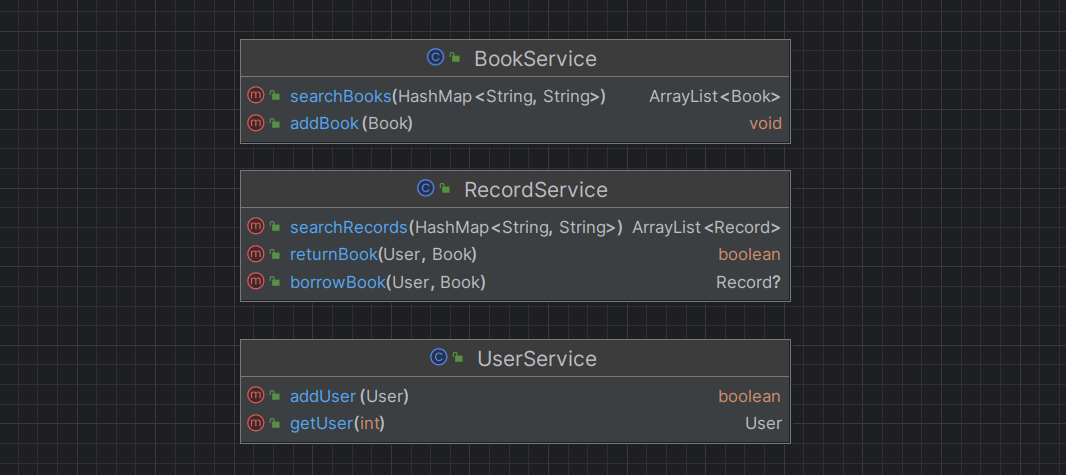 BookService
searchBooks(HashMap<String, String>) ArrayList<Book>
addBook(Book) void
RecordService
searchRecords(HashMap<String, String>) ArrayList<Record>
returnBook(User, Book) boolean
borrowBook(User, Book) Record?
UserService
addUser(User) boolean
getUser(int) User